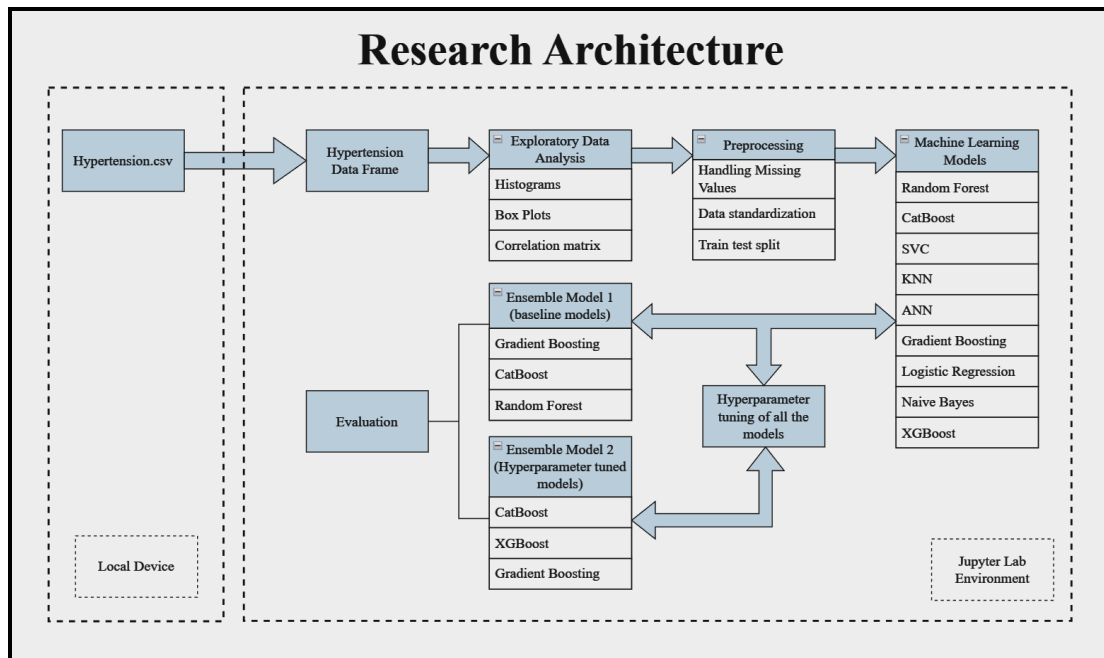 Research Architecture
Hypertension.csv
Hypertension
Data Frame
Exploratory Data
Analysis
Histograms
Box Plots
Correlation matrix
Preprocessing
Handling Missing
Values
Data standardization
Train test split
Machine Learning
Models
Random Forest
CatBoost
SVC
KNN
ANN
Gradient Boosting
Logistic Regression
Naive Bayes
XGBoost
Ensemble Model 1
(baseline models)
Gradient Boosting
CatBoost
Random Forest
Hyperparameter
tuning of all the
models
Evaluation
Ensemble Model 2
(Hyperparameter tuned
models)
CatBoost
XGBoost
Gradient Boosting
Local Device
Jupyter Lab
Environment